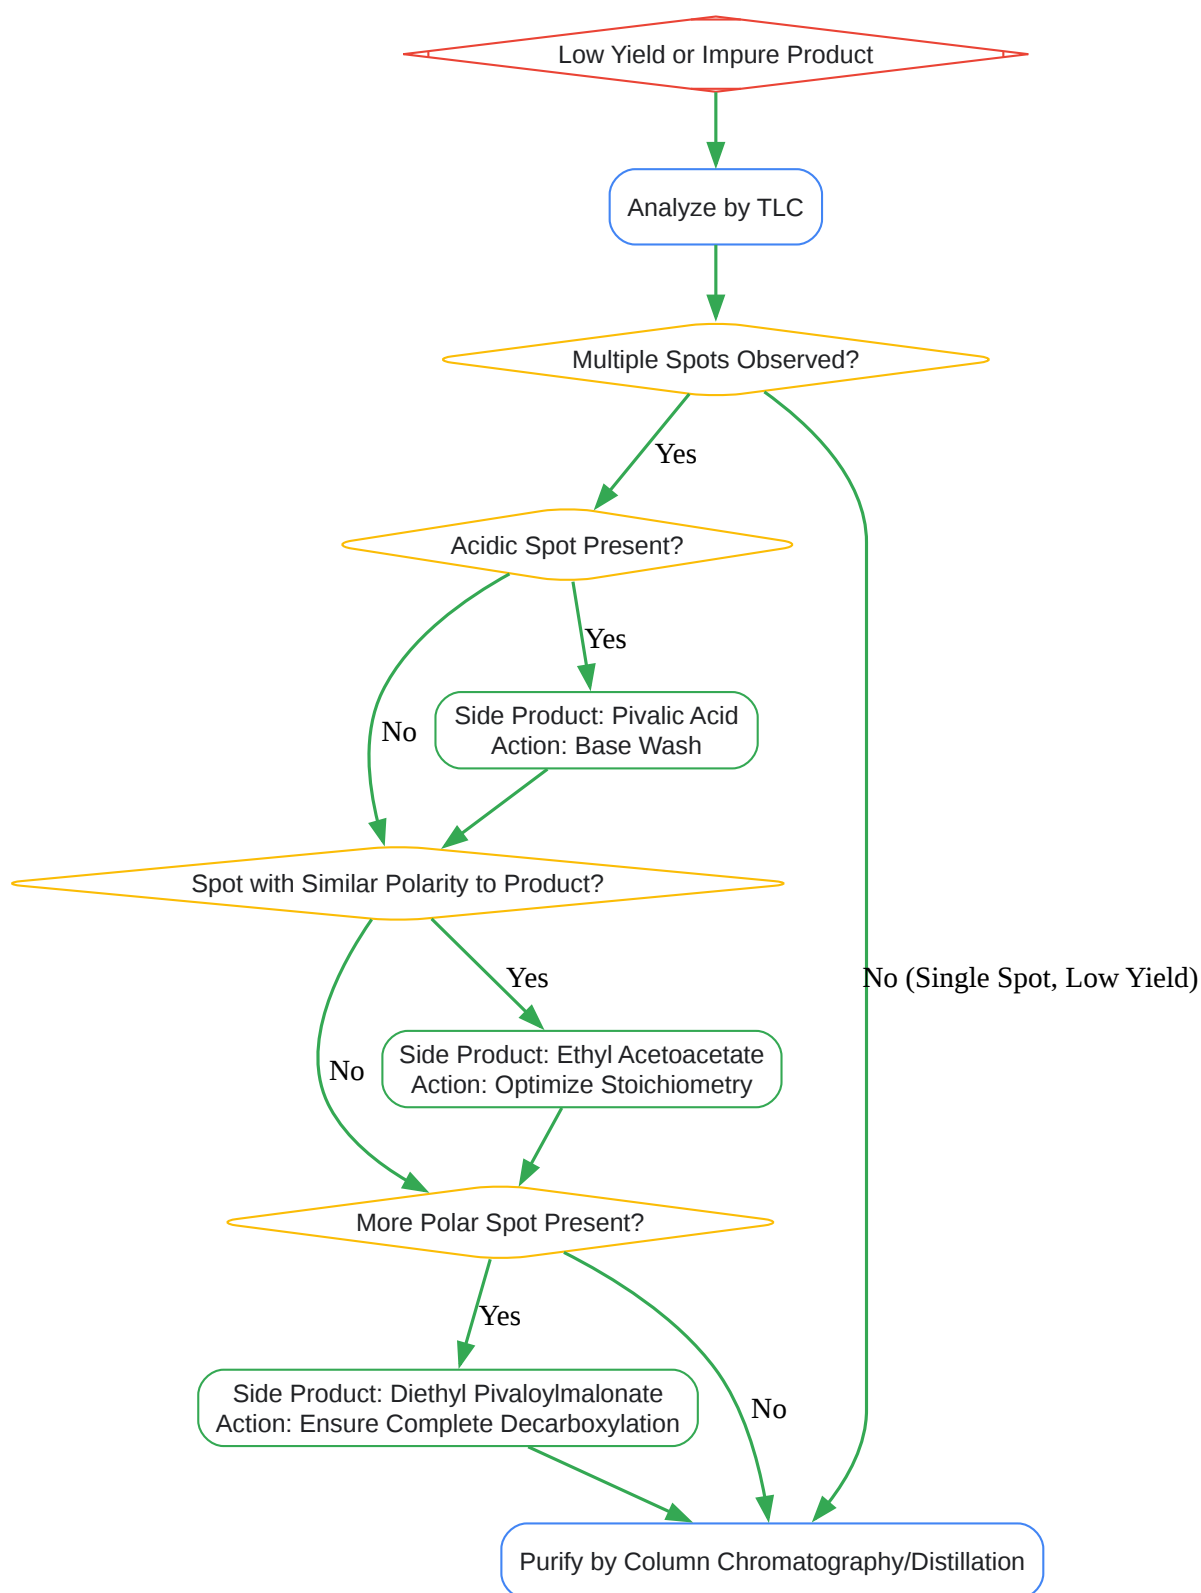 Low Yield or Impure Product
Analyze by TLC
Multiple Spots Observed?
Yes
Acidic Spot Present?
Yes
No
Side Product: Pivalic Acid
Action: Base Wash
Spot with Similar Polarity to Product?
Yes
No (Single Spot, Low Yield)
No
Side Product: Ethyl Acetoacetate
Action: Optimize Stoichiometry
More Polar Spot Present?
Yes
No
Side Product: Diethyl Pivaloylmalonate
Action: Ensure Complete Decarboxylation
Purify by Column Chromatography/Distillation